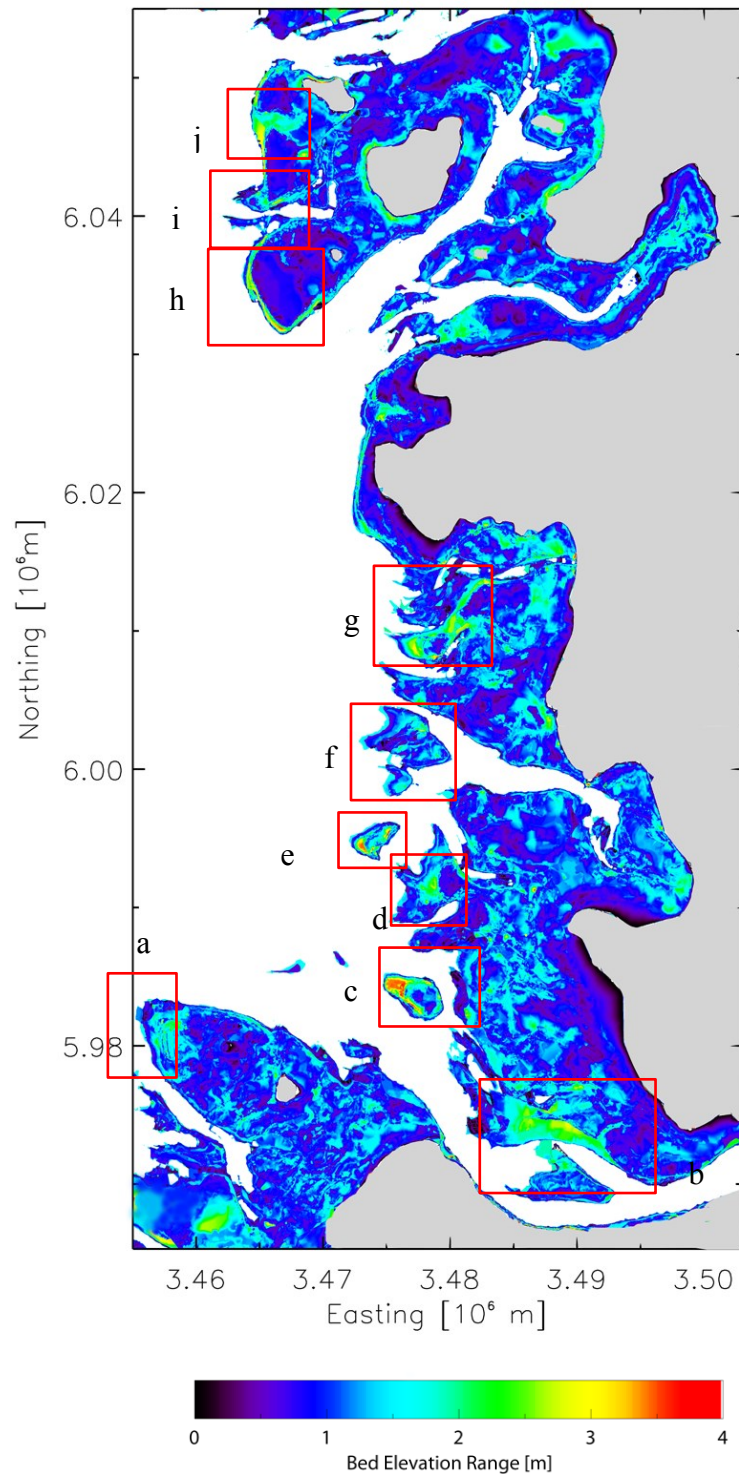 j
6.04
i
h
6.02
g
Northing [10⁶m]
f
6.00
e
d
a
c
5.98
b
3.46 3.47 3.48 3.49 3.50
Easting [10⁶ m]
0 1 2 3 4
Bed Elevation Range [m]